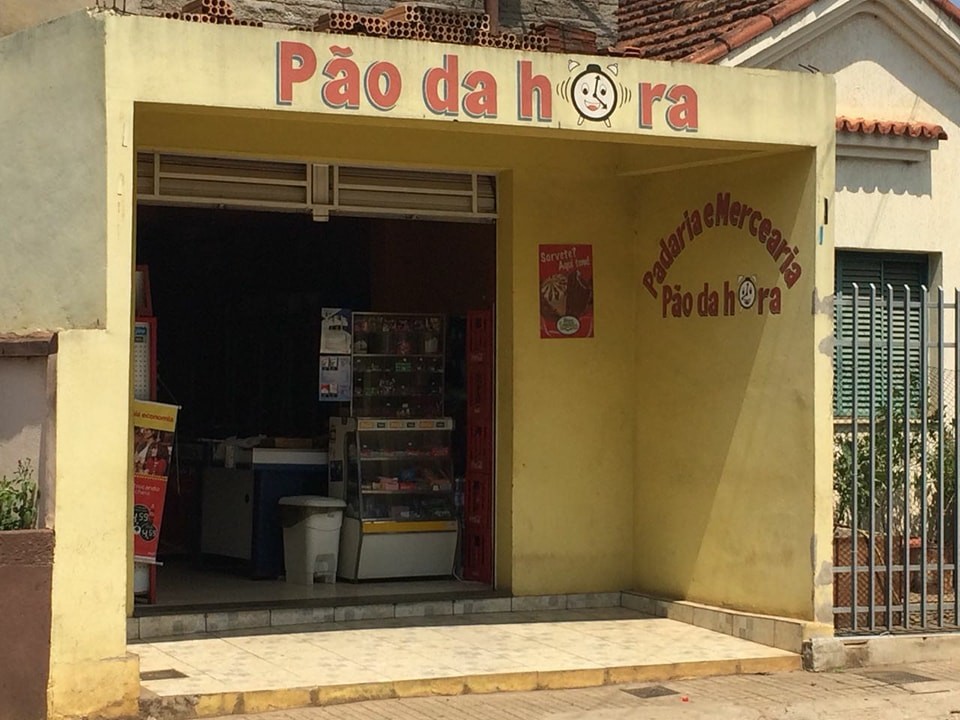 Pão da hora
Padaria e Mercearia
Pão da hora
Sorvete?
Aqui tem!